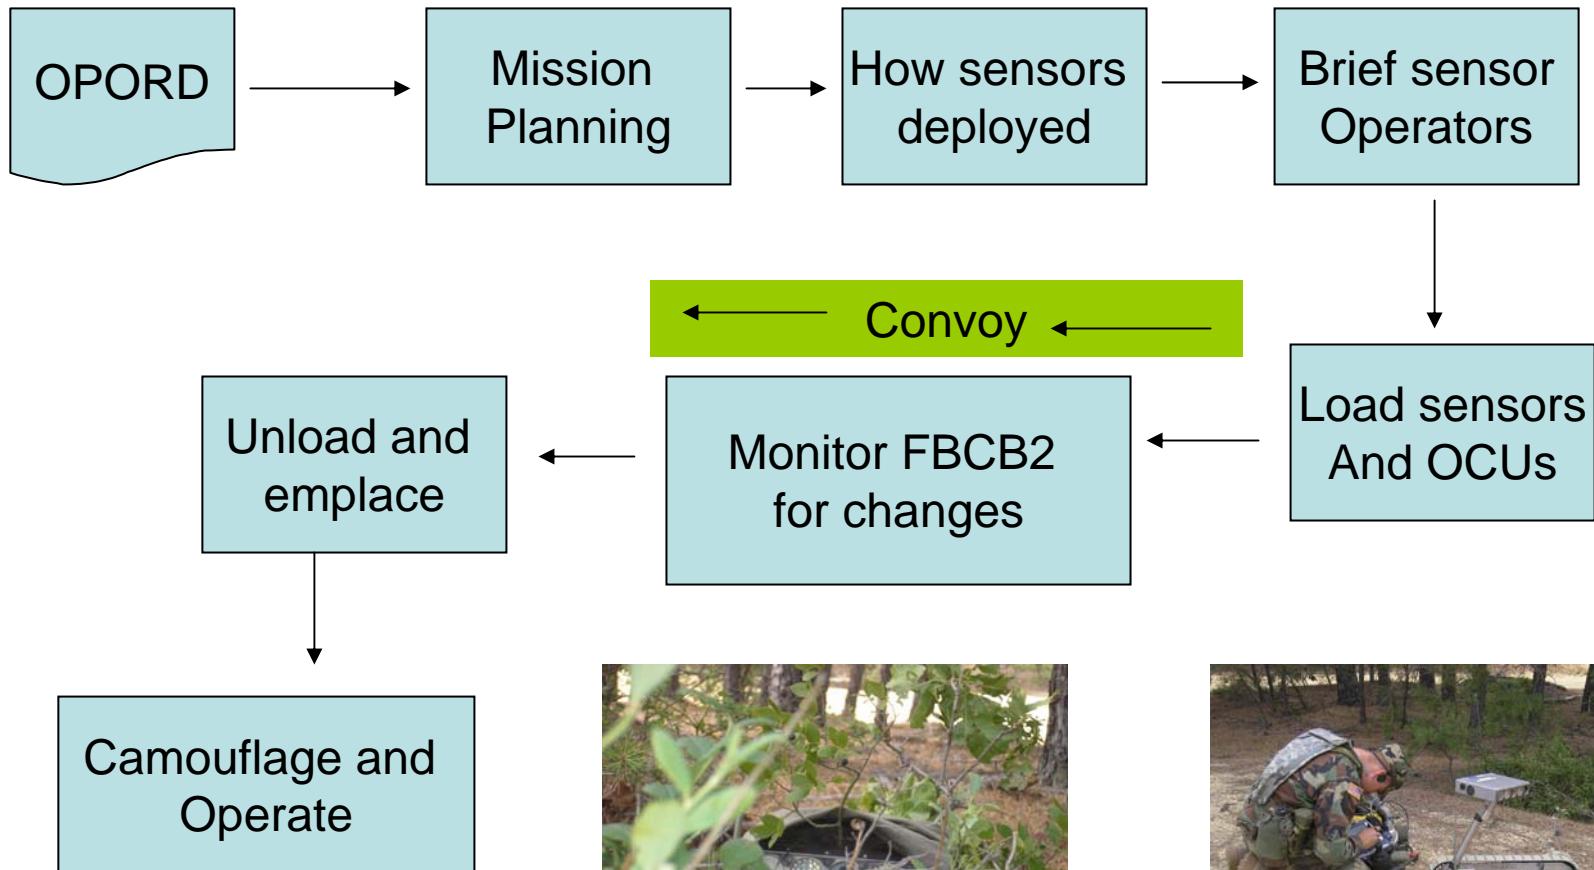 OPORD
Mission
Planning
How sensors
deployed
Brief sensor
Operators
Convoy
Load sensors
And OCUs
Monitor FBCB2
for changes
Unload and
emplace
Camouflage and
Operate